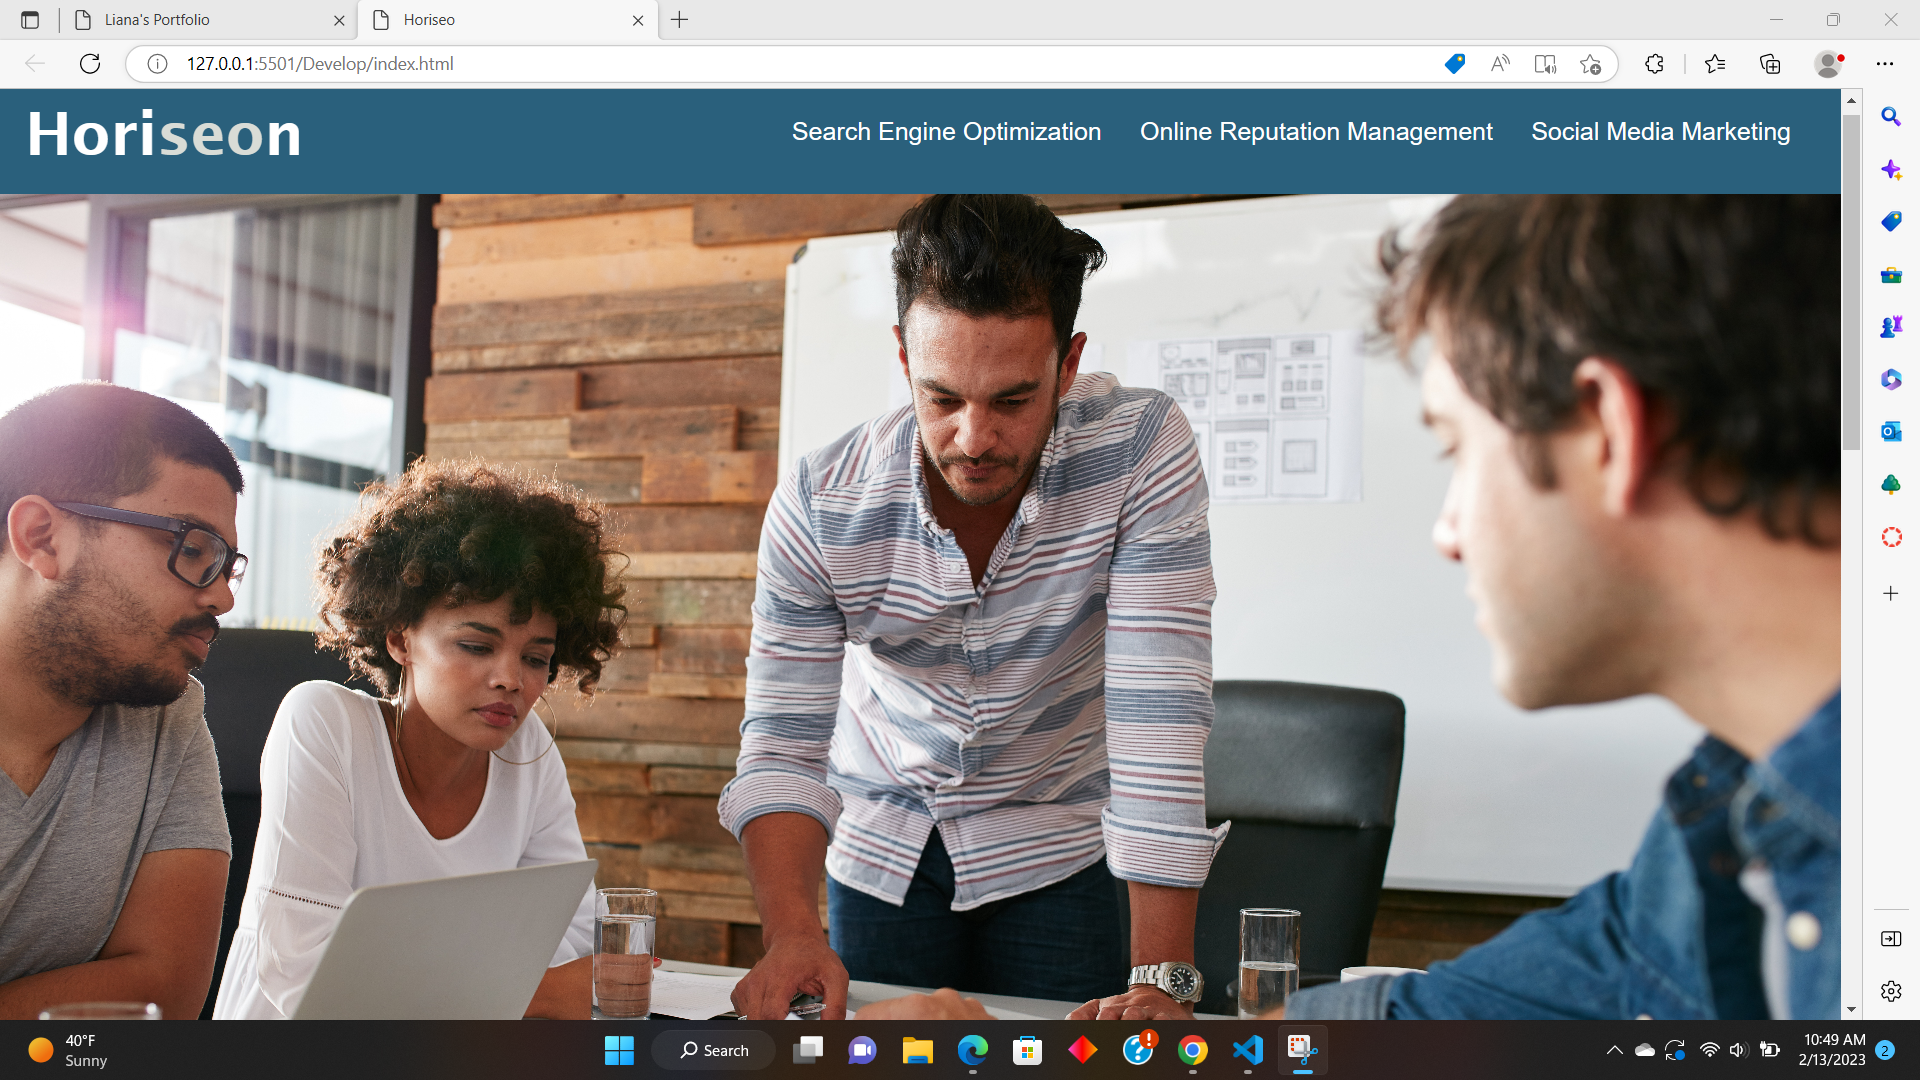 Liana's Portfolio
Horiseo
127.0.0.1:5501/Develop/index.html
Horiseon
Search Engine Optimization
Online Reputation Management
Social Media Marketing
40°F
Sunny
Search
10:49 AM
2/13/2023
2